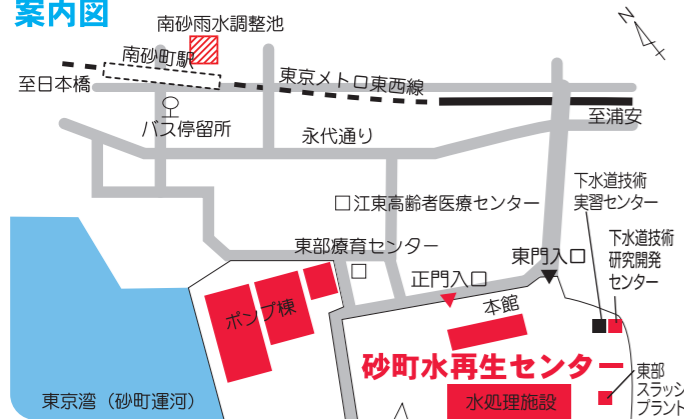 案内図
南砂雨水調整池
N
南砂町駅
至日本橋
東京メトロ東西線
バス停留所
永代通り
至浦安
下水道技術
実習センター
江東高齢者医療センター
下水道技術
研究開発
センター
東部療育センター
東門入口
正門入口
本館
ポンプ棟
砂町水再生センター
東部
スラッジ
プラント
水処理施設
東京湾（砂町運河）